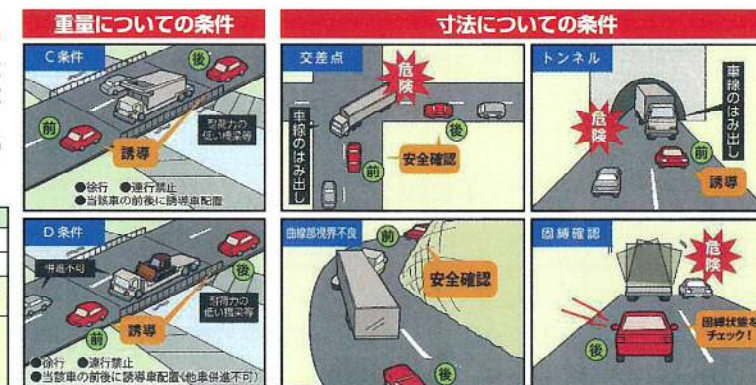 重量についての条件
C条件
後
前
誘導
耐荷力の
低い橋梁等
●徐行 ●連行禁止
●当該車の前後に誘導車配置
D条件
併進不可
後
前
誘導
耐荷力の
低い橋梁等
●徐行 ●連行禁止
●当該車の前後に誘導車配置(他車併進不可)
寸法についての条件
交差点
危険
車線のはみ出し
後
前
安全確認
トンネル
危険
車線のはみ出し
前
誘導
曲線部視界不良
前
安全確認
後
固縛確認
危険
後
固縛状態を
チェック!